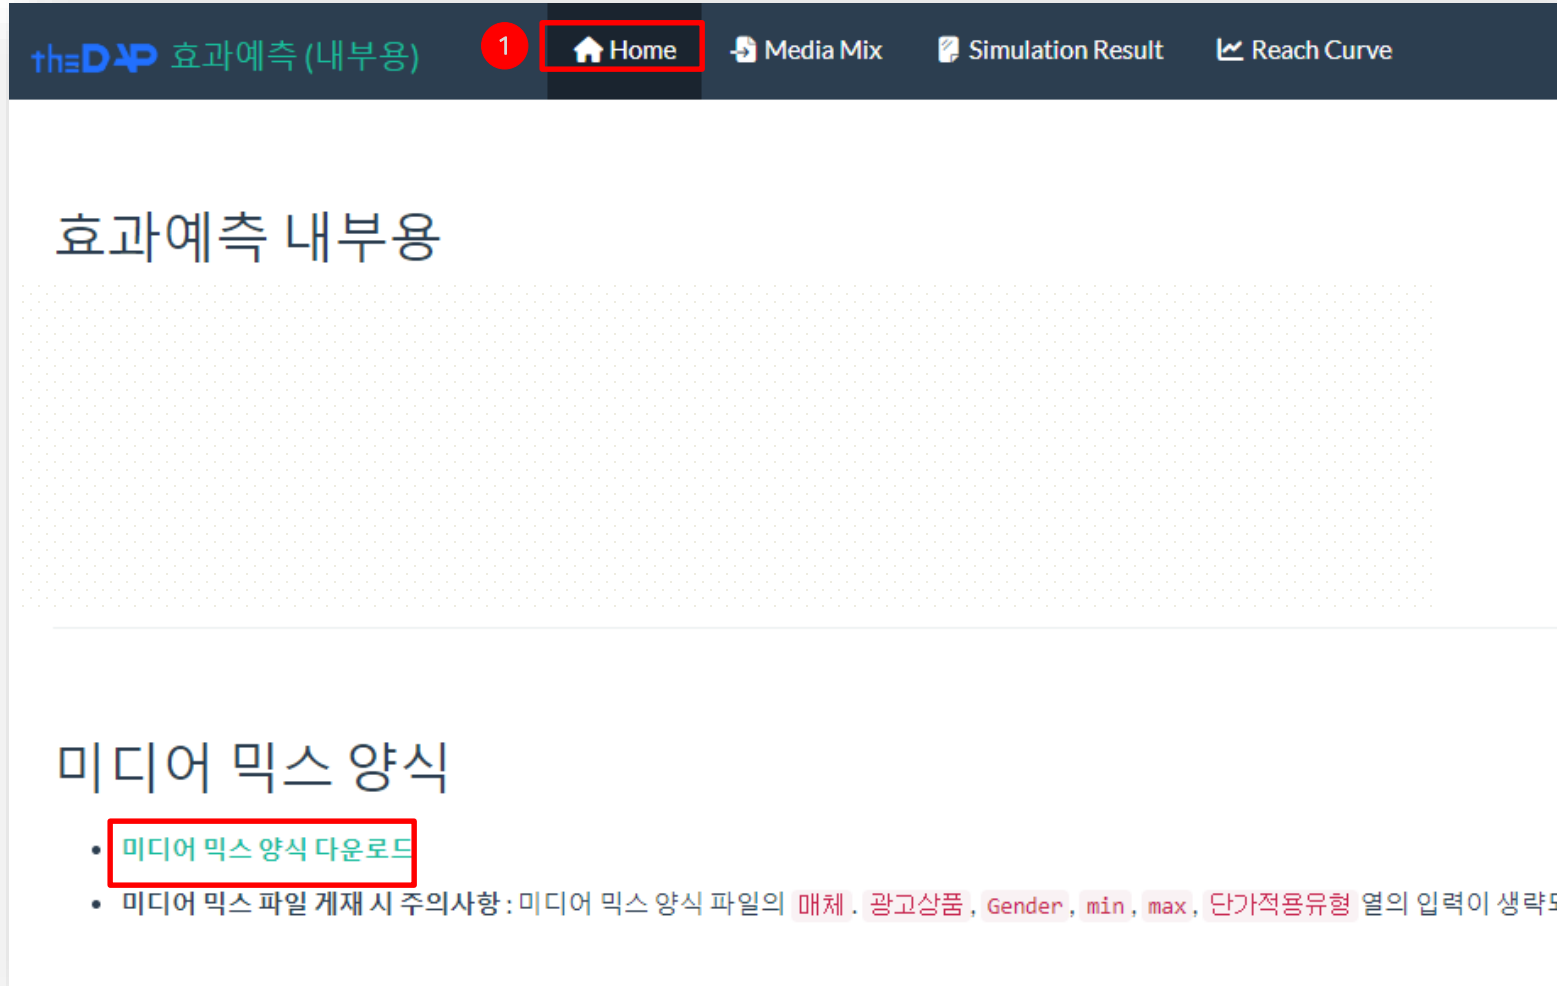 theDAP 효과예측 (내부용) 1 Home Media Mix Simulation Result Reach Curve
효과예측 내부용
미디어 믹스 양식
• 미디어 믹스 양식 다운로드
• 미디어 믹스 파일 게재 시 주의사항 : 미디어 믹스 양식 파일의 매체 . 광고상품 , Gender , min , max , 단가적용유형 열의 입력이